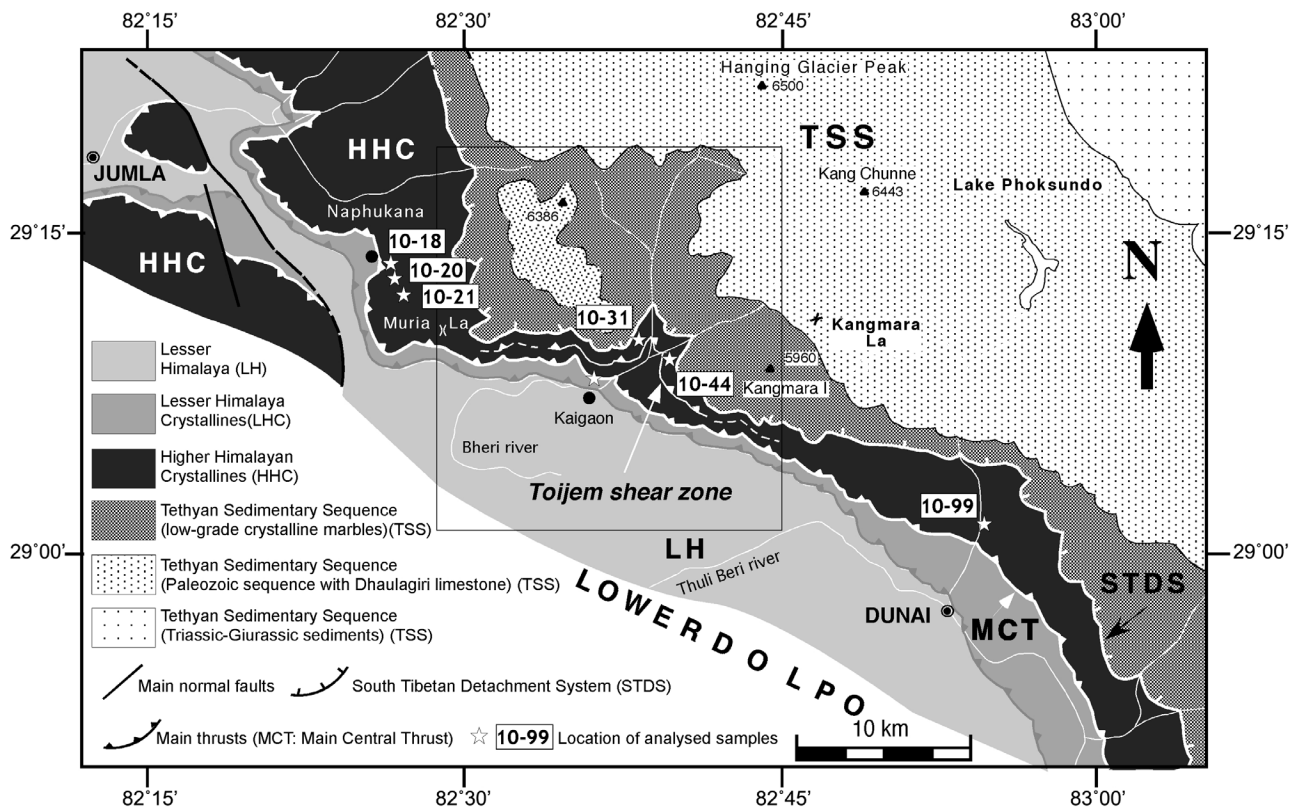 82˚15'
82˚30'
82˚45'
83˚00'
Hanging Glacier Peak
6500
TSS
HHC
Kang Chunne
6443
JUMLA
Lake Phoksundo
Naphukana
6386
29˚15'
29˚15'
10-18
N
HHC
10-20
10-21
10-31
Muria La
Kangmara
La
5960
Lesser
Himalaya (LH)
10-44
Kangmara I
Kaigaon
Lesser Himalaya
Crystallines(LHC)
Bheri river
Higher Himalayan
Crystallines (HHC)
Toijem shear zone
10-99
Tethyan Sedimentary Sequence
(low-grade crystalline marbles)(TSS)
LH
29˚00'
29˚00'
Tethyan Sedimentary Sequence
(Paleozoic sequence with Dhaulagiri limestone) (TSS)
Thuli Beri river
STDS
LOWER DOLPO
DUNAI
MCT
Tethyan Sedimentary Sequence
(Triassic-Giurassic sediments) (TSS)
Main normal faults
South Tibetan Detachment System (STDS)
Main thrusts (MCT: Main Central Thrust)
10-99
Location of analysed samples
10 km
82˚15'
82˚30'
82˚45'
83˚00'